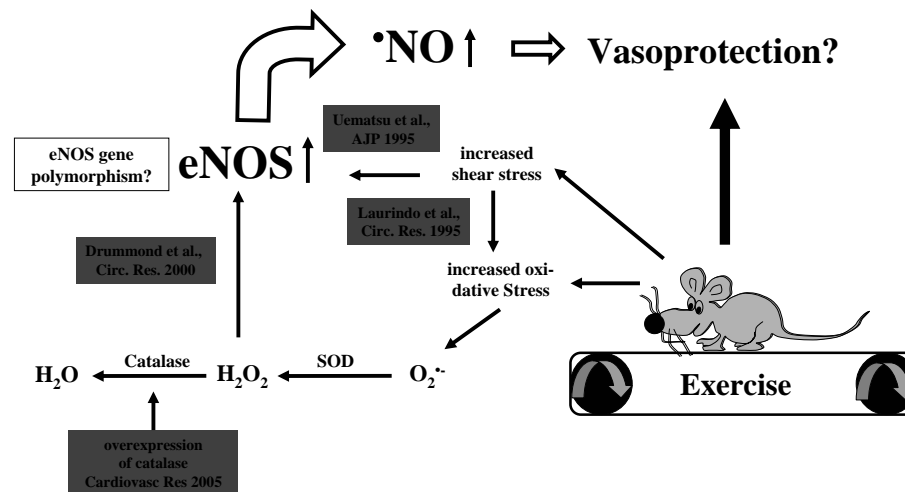 •NO
Vasoprotection?
Uematsu et al.,
AJP 1995
eNOS gene
polymorphism?
eNOS
increased
shear stress
Laurindo et al.,
Circ. Res. 1995
Drummond et al.,
Circ. Res. 2000
increased oxi-
dative Stress
H₂O
Catalase
H₂O₂
SOD
O₂•-
Exercise
overexpression
of catalase
Cardiovasc Res 2005